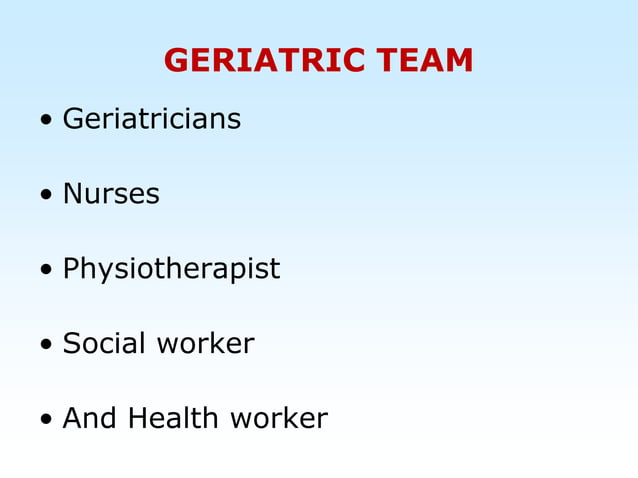 GERIATRIC TEAM
• Geriatricians
• Nurses
• Physiotherapist
• Social worker
• And Health worker